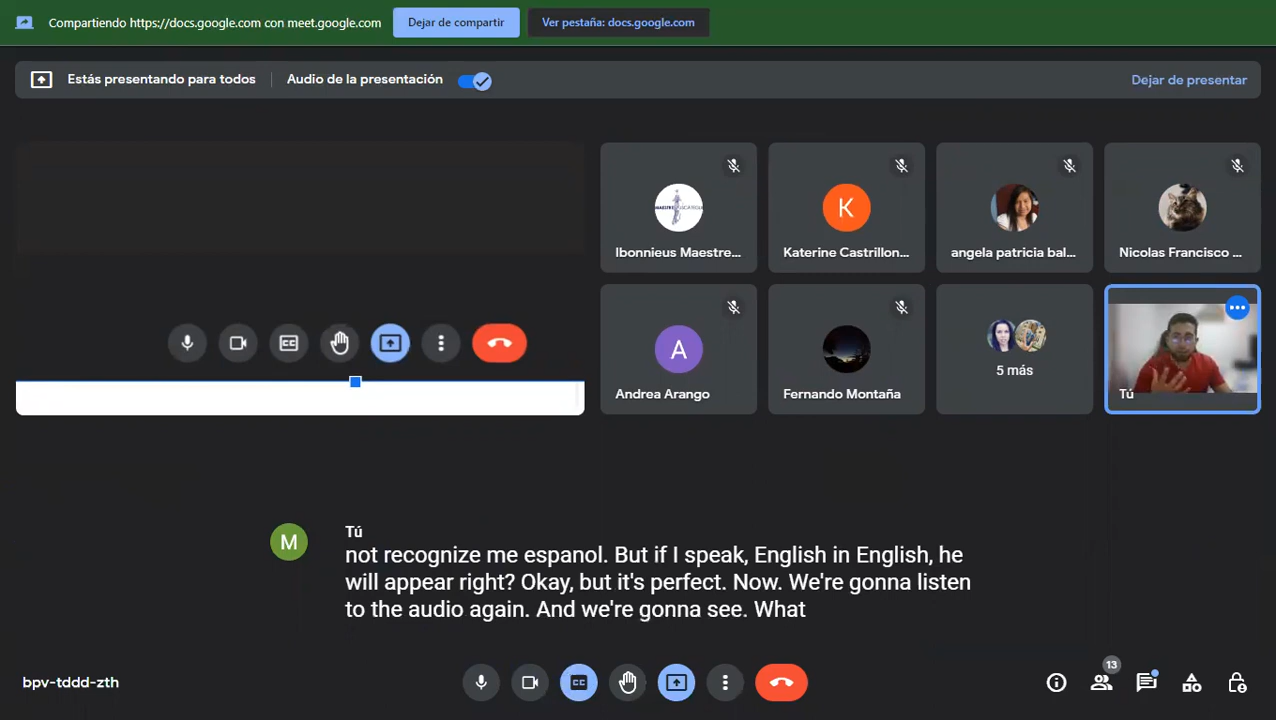 Compartiendo https://docs.google.com con meet.google.com
Dejar de compartir
Ver pestaña: docs.google.com
Estás presentando para todos
Audio de la presentación
Dejar de presentar
Ibonnieus Maestre...
K
Katerine Castrillon...
angela patricia bal...
Nicolas Francisco ...
A
Andrea Arango
Fernando Montaña
5 más
Tú
M
Tú
not recognize me espanol. But if I speak, English in English, he
will appear right? Okay, but it's perfect. Now. We're gonna listen
to the audio again. And we're gonna see. What
bpv-tddd-zth
CC
CC
13